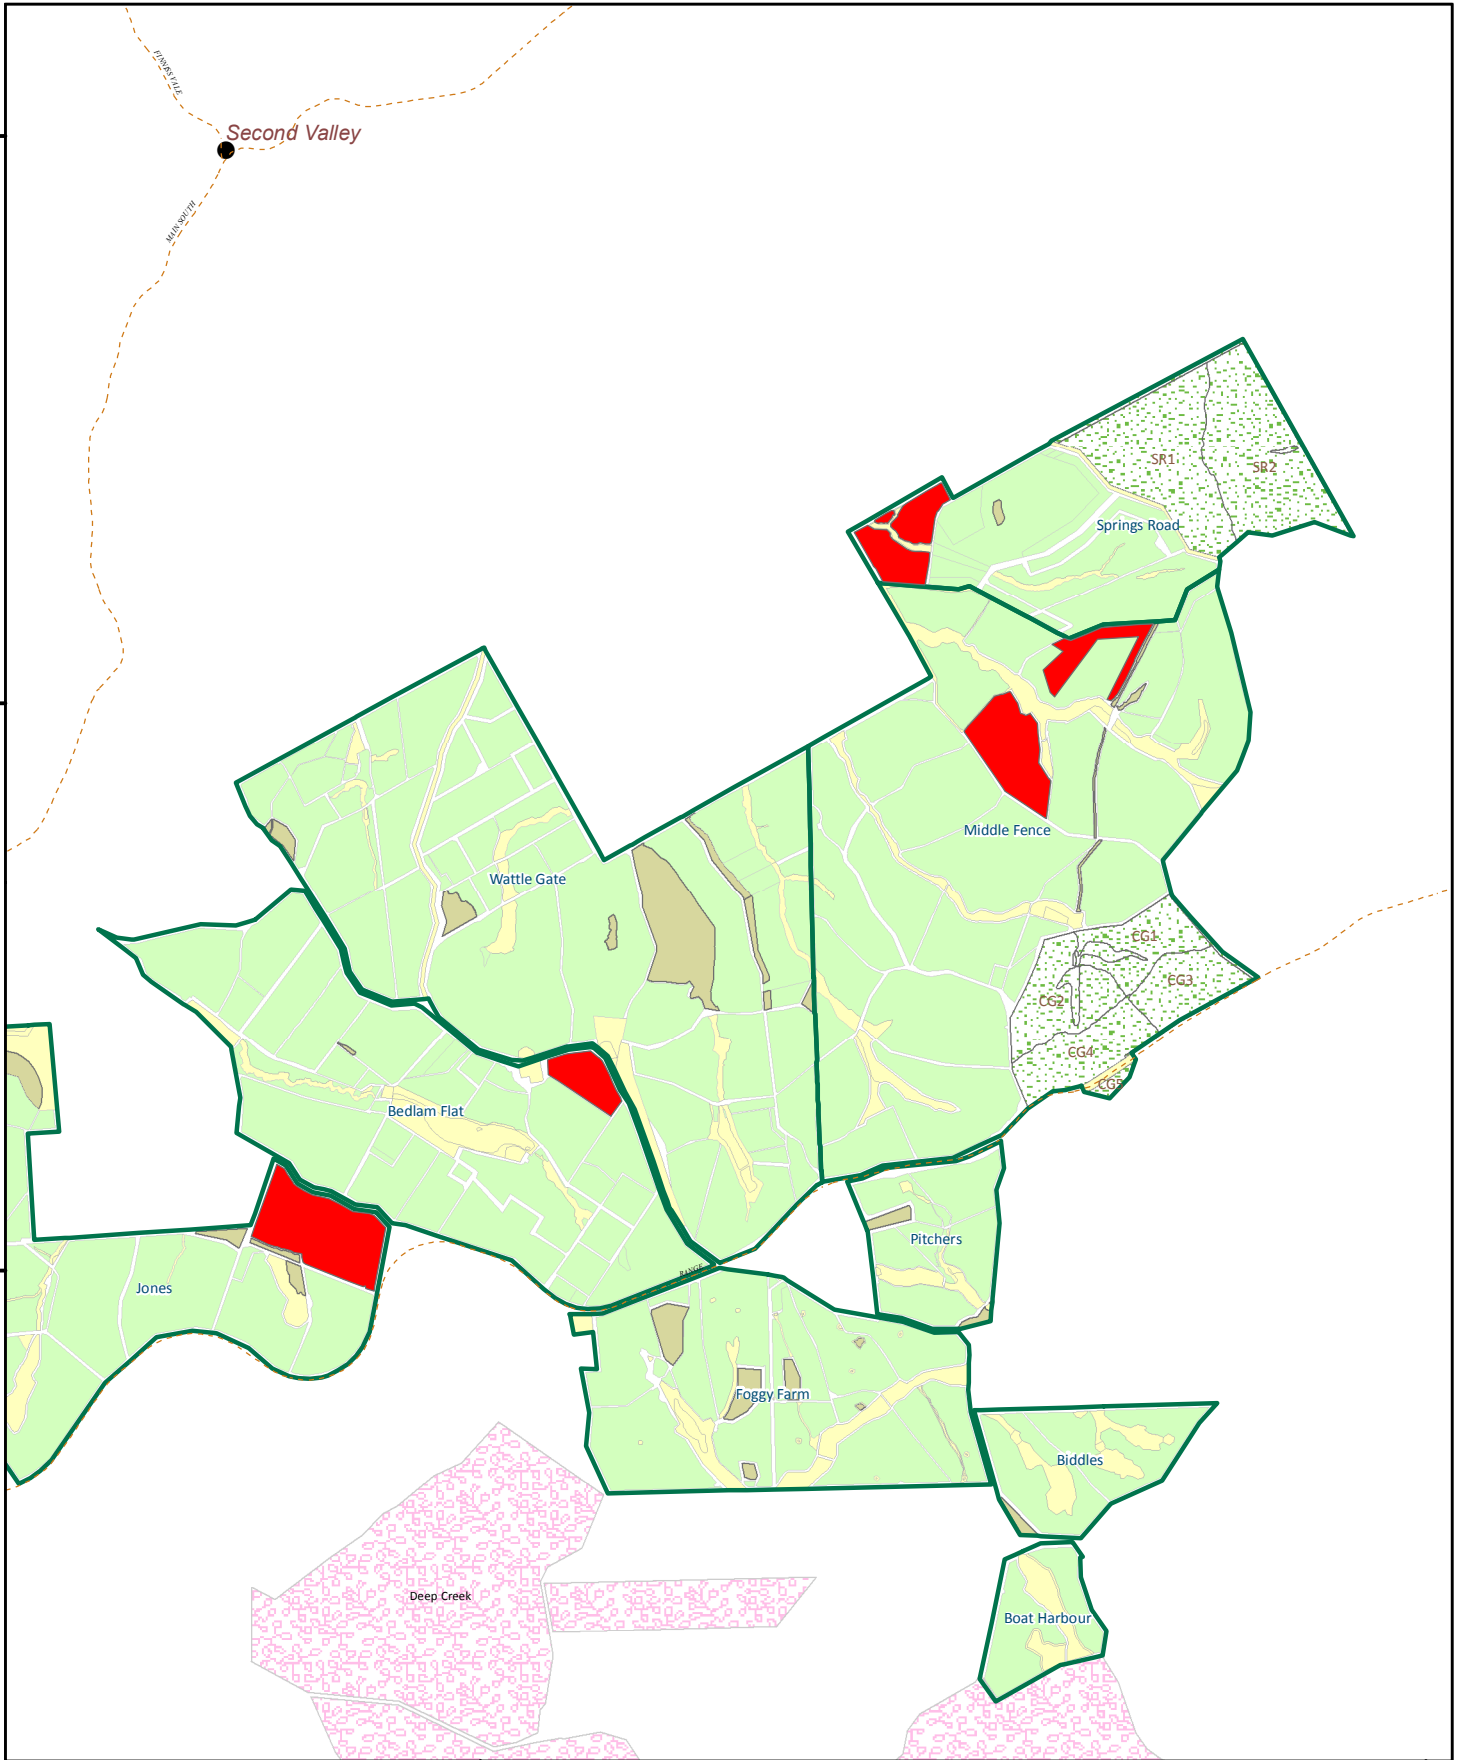 FINNISS VALE
Second Valley
MAIN SOUTH
SR1
SR2
Springs Road
Middle Fence
Wattle Gate
CG1
CG3
CG2
CG4
CG5
Bedlam Flat
Pitchers
RANGE
Jones
Foggy Farm
Biddles
Deep Creek
Boat Harbour